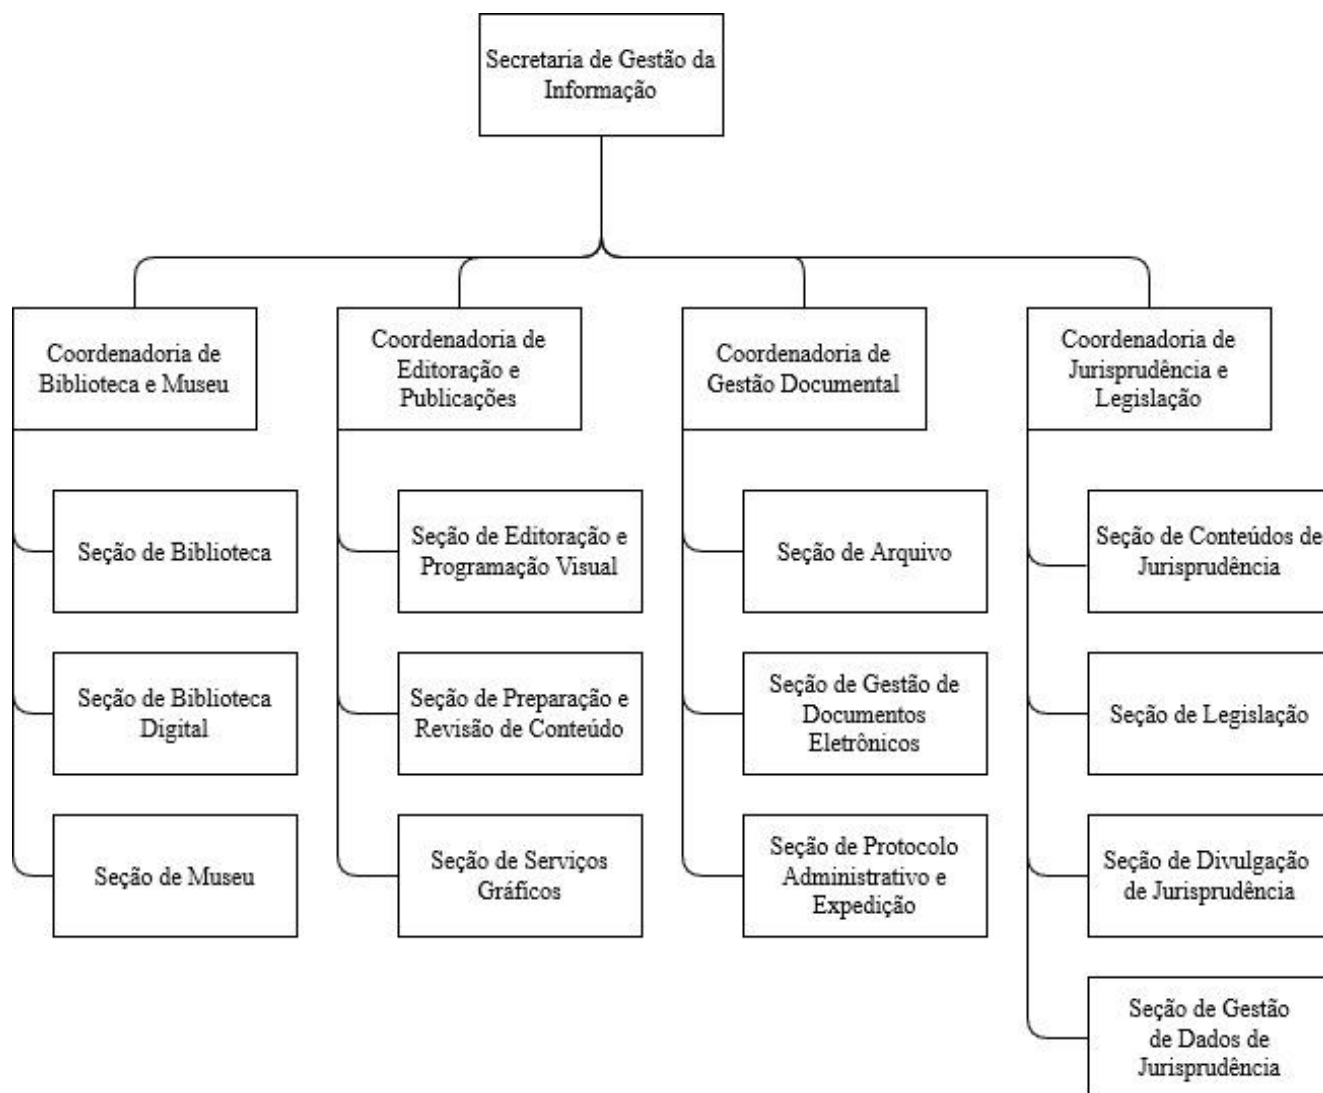 Secretaria de Gestão da
Informação
Coordenadoria de
Biblioteca e Museu
Coordenadoria de
Editoração e
Publicações
Coordenadoria de
Gestão Documental
Coordenadoria de
Jurisprudência e
Legislação
Seção de Biblioteca
Seção de Editoração e
Programação Visual
Seção de Arquivo
Seção de Conteúdos de
Jurisprudência
Seção de Biblioteca
Digital
Seção de Preparação e
Revisão de Conteúdo
Seção de Gestão de
Documentos
Eletrônicos
Seção de Legislação
Seção de Museu
Seção de Serviços
Gráficos
Seção de Protocolo
Administrativo e
Expedição
Seção de Divulgação
de Jurisprudência
Seção de Gestão
de Dados de
Jurisprudência